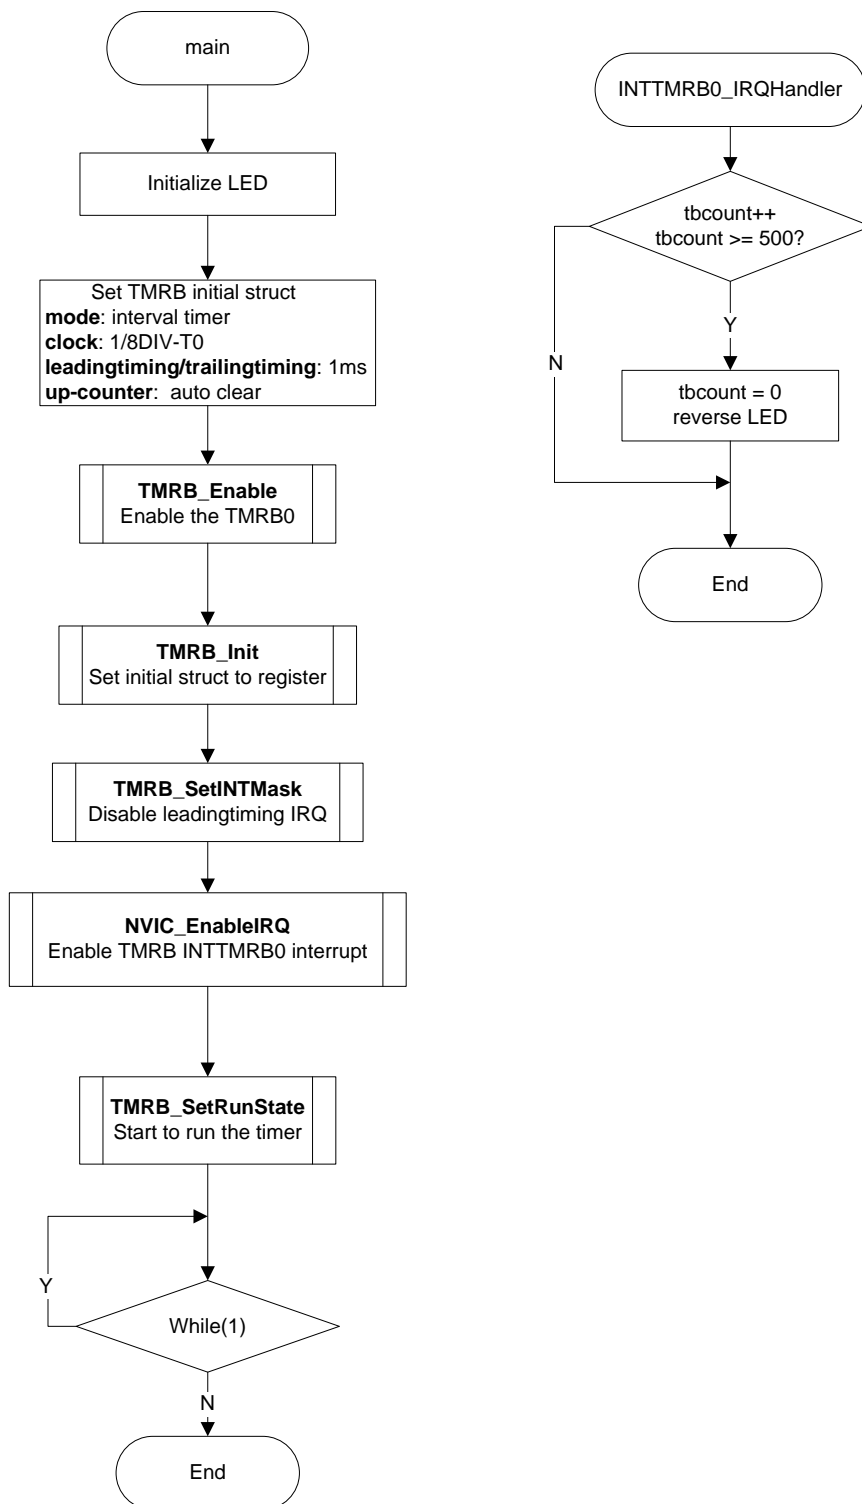 main
Initialize LED
Set TMRB initial struct
mode: interval timer
clock: 1/8DIV-T0
leadingtiming/trailingtiming: 1ms
up-counter:  auto clear
TMRB_Enable
Enable the TMRB0
TMRB_Init
Set initial struct to register
TMRB_SetINTMask
Disable leadingtiming IRQ
NVIC_EnableIRQ
Enable TMRB INTTMRB0 interrupt
TMRB_SetRunState
Start to run the timer
Y
While(1)
N
End
INTTMRB0_IRQHandler
tbcount++
tbcount >= 500?
Y
N
tbcount = 0
reverse LED
End